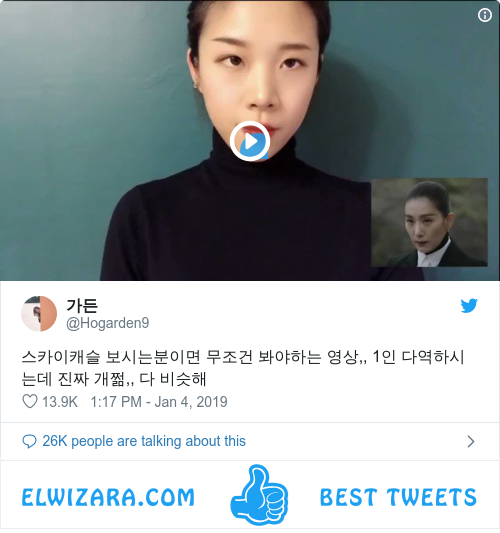 가든
@Hogarden9
스카이캐슬 보시는분이면 무조건 봐야하는 영상,, 1인 다역하시
는데 진짜 개쩖,, 다 비슷해
13.9K 1:17 PM - Jan 4, 2019
26K people are talking about this
ELWIZARA.COM BEST TWEETS